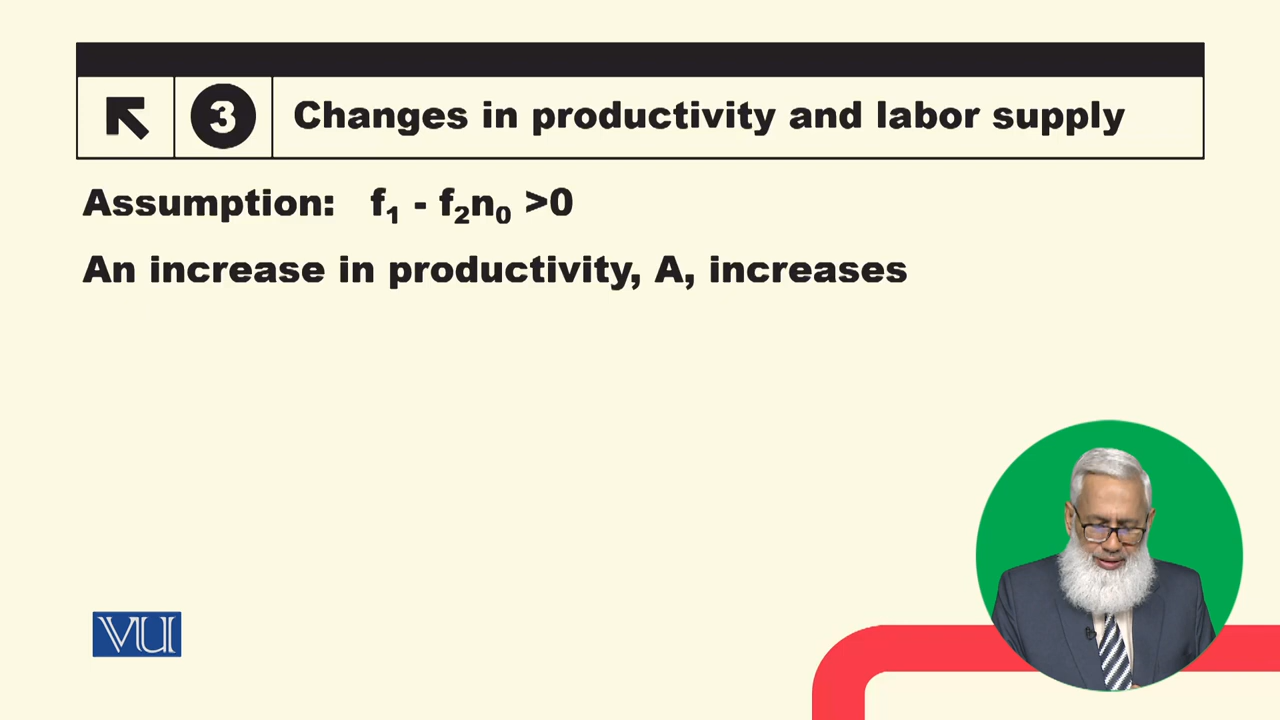 3 Changes in productivity and labor supply
Assumption: f₁ - f₂n₀ >0
An increase in productivity, A, increases
VU